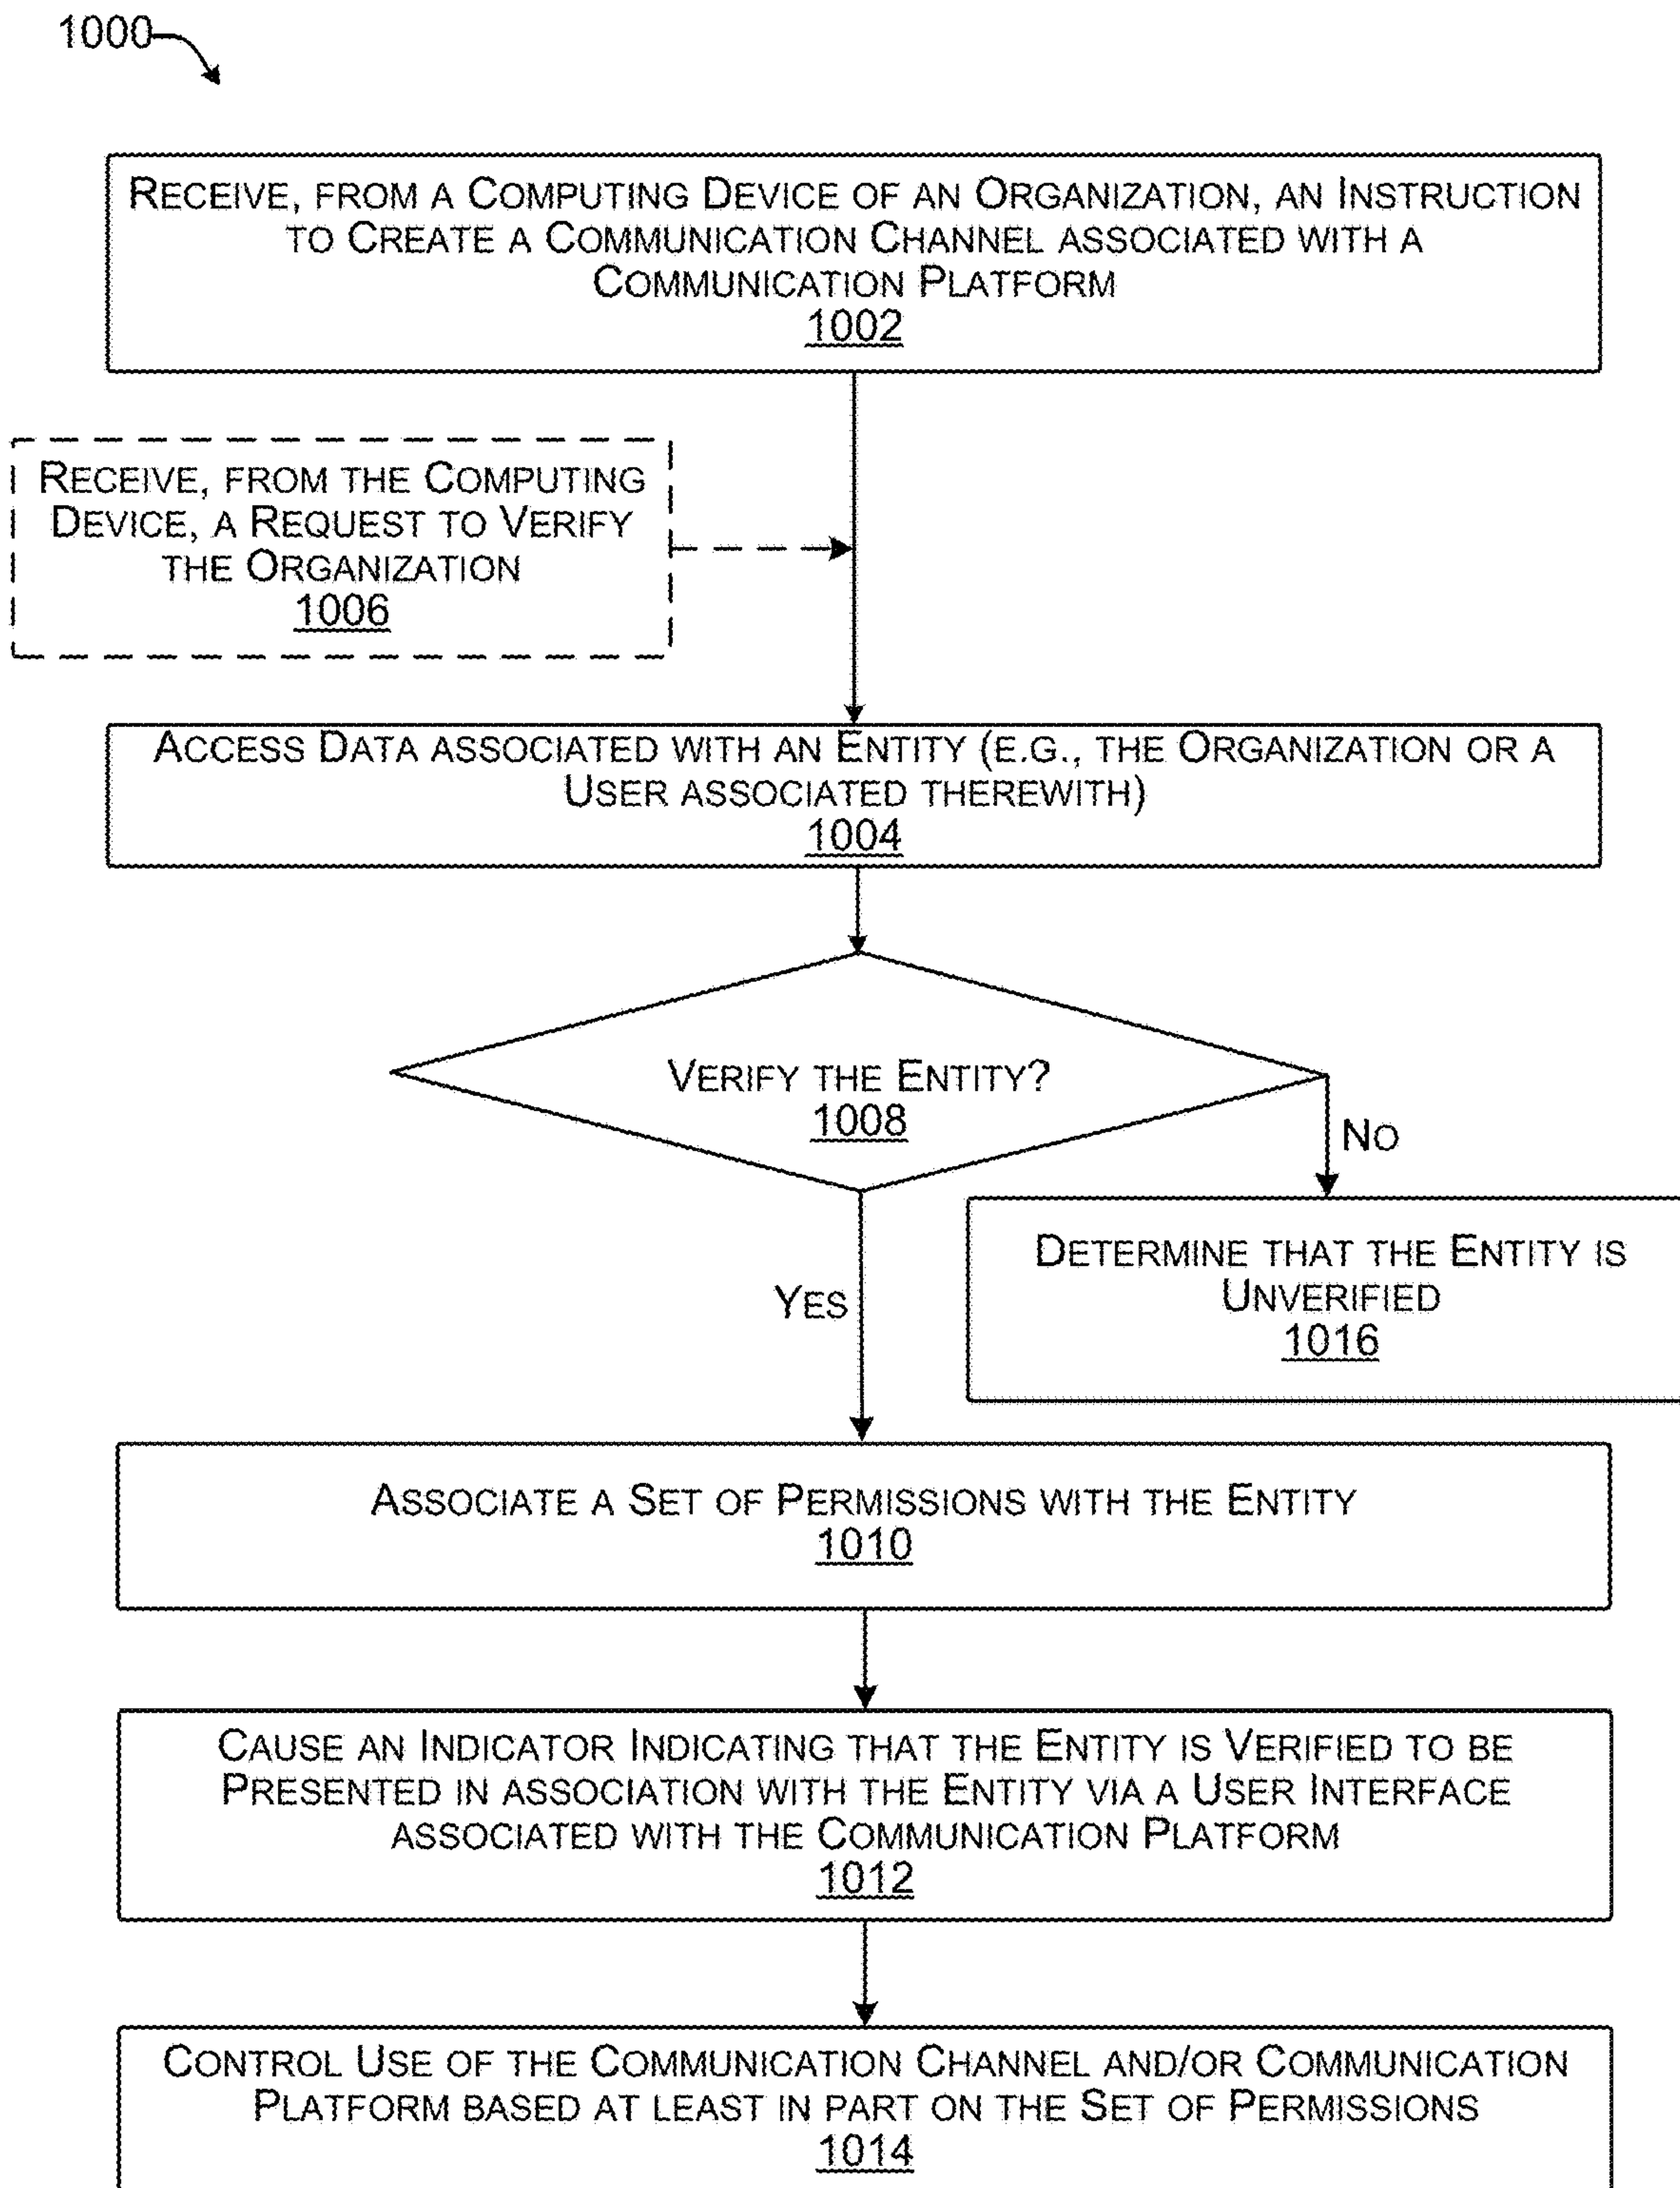 1000
RECEIVE, FROM A COMPUTING DEVICE OF AN ORGANIZATION, AN INSTRUCTION
TO CREATE A COMMUNICATION CHANNEL ASSOCIATED WITH A
COMMUNICATION PLATFORM
1002
RECEIVE, FROM THE COMPUTING
DEVICE, A REQUEST TO VERIFY
THE ORGANIZATION
1006
ACCESS DATA ASSOCIATED WITH AN ENTITY (E.G., THE ORGANIZATION OR A
USER ASSOCIATED THEREWITH)
1004
VERIFY THE ENTITY?
1008
NO
DETERMINE THAT THE ENTITY IS
UNVERIFIED
1016
YES
ASSOCIATE A SET OF PERMISSIONS WITH THE ENTITY
1010
CAUSE AN INDICATOR INDICATING THAT THE ENTITY IS VERIFIED TO BE
PRESENTED IN ASSOCIATION WITH THE ENTITY VIA A USER INTERFACE
ASSOCIATED WITH THE COMMUNICATION PLATFORM
1012
CONTROL USE OF THE COMMUNICATION CHANNEL AND/OR COMMUNICATION
PLATFORM BASED AT LEAST IN PART ON THE SET OF PERMISSIONS
1014